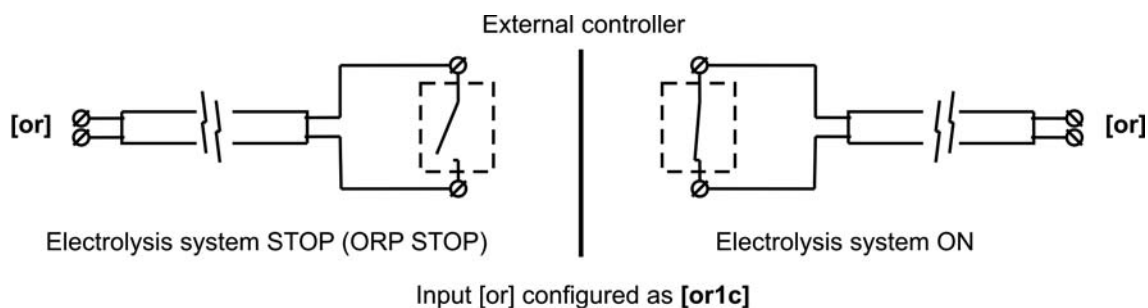 External controller
[or]
[or]
Electrolysis system STOP (ORP STOP)
Electrolysis system ON
Input [or] configured as [or1c]